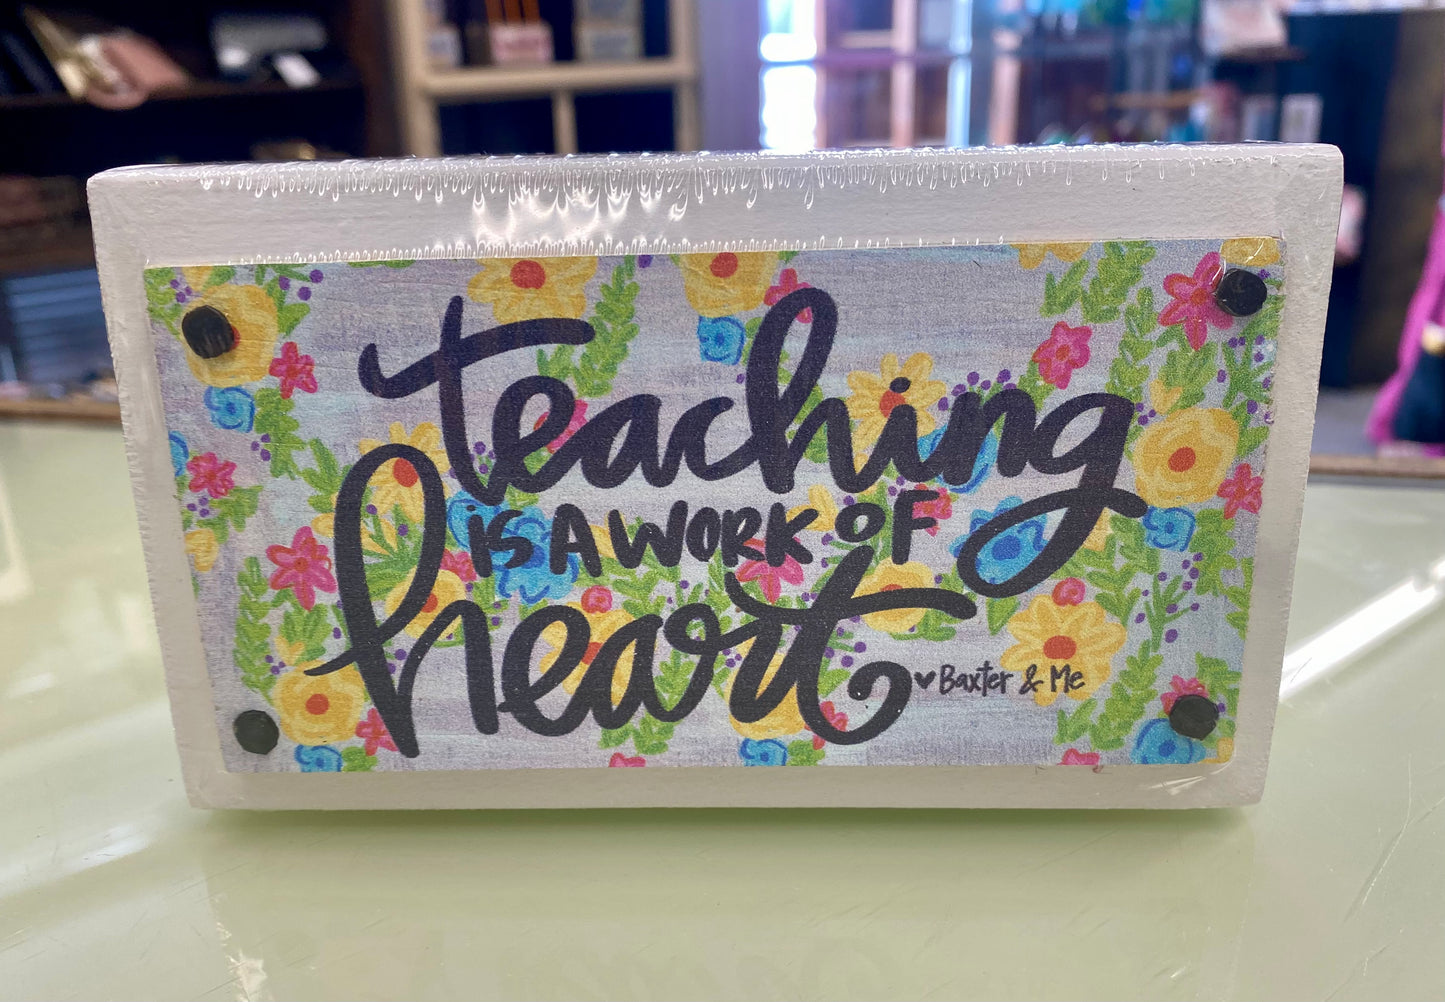 teaching
is A WORK OF
heart
♥ Baxter & Me